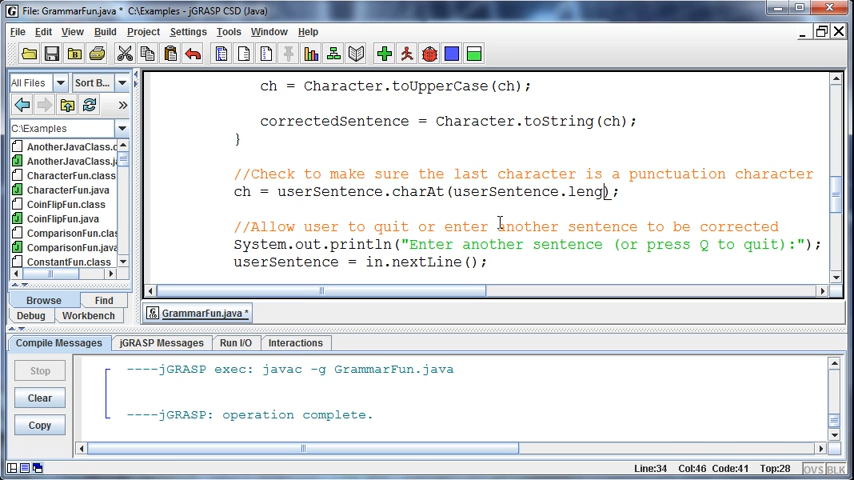 File: GrammarFun.java * C:\Examples - jGRASP CSD (Java)
File Edit View Build Project Settings Tools Window Help
All Files Sort B...
C:\Examples
AnotherJavaClass.c
AnotherJavaClass.ja
CharacterFun.class
CharacterFun.java
CoinFlipFun.class
CoinFlipFun.java
ComparisonFun.clas
ComparisonFun.java
ConstantFun.class
Browse Find
Debug Workbench
ch = Character.toUpperCase(ch);
correctedSentence = Character.toString(ch);
}
//Check to make sure the last character is a punctuation character
ch = userSentence.charAt(userSentence.leng);
//Allow user to quit or enter another sentence to be corrected
System.out.println("Enter another sentence (or press Q to quit):");
userSentence = in.nextLine();
GrammarFun.java *
Compile Messages jGRASP Messages Run I/O Interactions
Stop
Clear
Copy
----jGRASP exec: javac -g GrammarFun.java
----jGRASP: operation complete.
Line:34 Col:46 Code:41 Top:28 OVS BLK